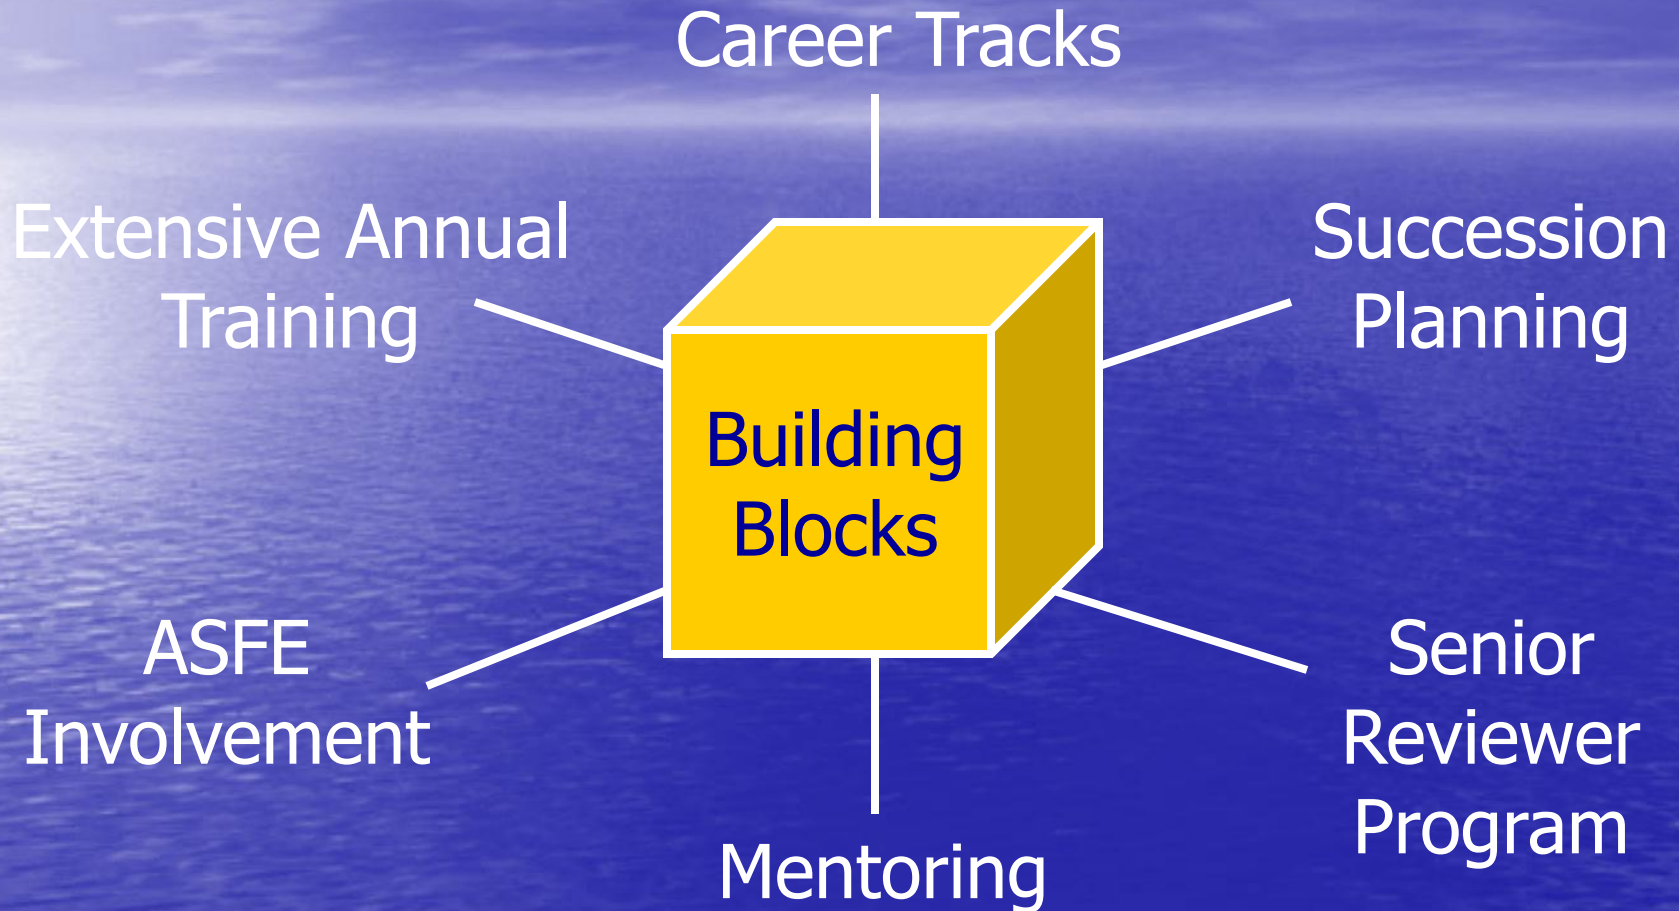 Career Tracks
Extensive Annual
Training
Succession
Planning
Building
Blocks
ASFE
Involvement
Senior
Reviewer
Program
Mentoring